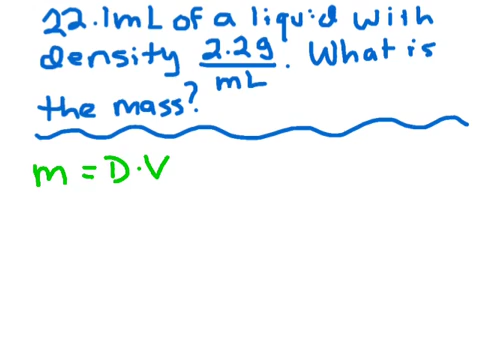 22.1mL of a liquid with
density 2.2g/mL. What is
the mass?
m = D·V